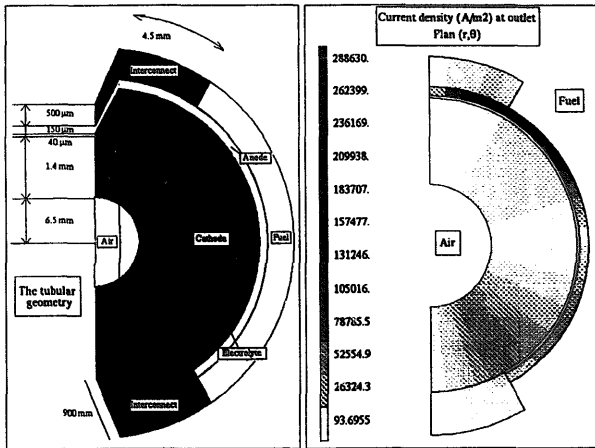 4.5 mm
Interconnect
500 µm
150 µm
40 µm
1.4 mm
6.5 mm
Anode
Cathode
Fuel
Air
The tubular
geometry
Electrolyte
Interconnect
900 mm
Current density (A/m2) at outlet
Plan (r,θ)
288630.
262399.
236169.
209938.
183707.
157477.
131246.
105016.
78785.5
52554.9
26324.3
93.6955
Fuel
Air